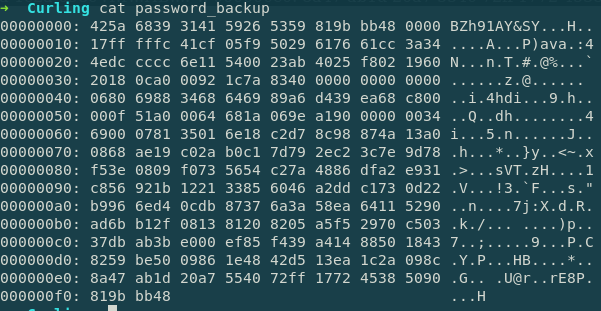 ➜ Curling cat password_backup
00000000: 425a 6839 3141 5926 5359 819b bb48 0000 BZh91AY&SY...H..
00000010: 17ff fffc 41cf 05f9 5029 6176 61cc 3a34 ....A...P)ava.:4
00000020: 4edc cccc 6e11 5400 23ab 4025 f802 1960 N...n.T.#.@%...`
00000030: 2018 0ca0 0092 1c7a 8340 0000 0000 0000 ......z.@......
00000040: 0680 6988 3468 6469 89a6 d439 ea68 c800 ..i.4hdi...9.h..
00000050: 000f 51a0 0064 681a 069e a190 0000 0034 ..Q..dh........4
00000060: 6900 0781 3501 6e18 c2d7 8c98 874a 13a0 i...5.n......J..
00000070: 0868 ae19 c02a b0c1 7d79 2ec2 3c7e 9d78 .h...*..}y..<~.x
00000080: f53e 0809 f073 5654 c27a 4886 dfa2 e931 .>...sVT.zH....1
00000090: c856 921b 1221 3385 6046 a2dd c173 0d22 .V...!3.`F...s."
000000a0: b996 6ed4 0cdb 8737 6a3a 58ea 6411 5290 ..n....7j:X.d.R.
000000b0: ad6b b12f 0813 8120 8205 a5f5 2970 c503 .k./... ....)p..
000000c0: 37db ab3b e000 ef85 f439 a414 8850 1843 7..;.....9...P.C
000000d0: 8259 be50 0986 1e48 42d5 13ea 1c2a 098c .Y.P...HB....*..
000000e0: 8a47 ab1d 20a7 5540 72ff 1772 4538 5090 .G.. .U@r..rE8P.
000000f0: 819b bb48 ...H